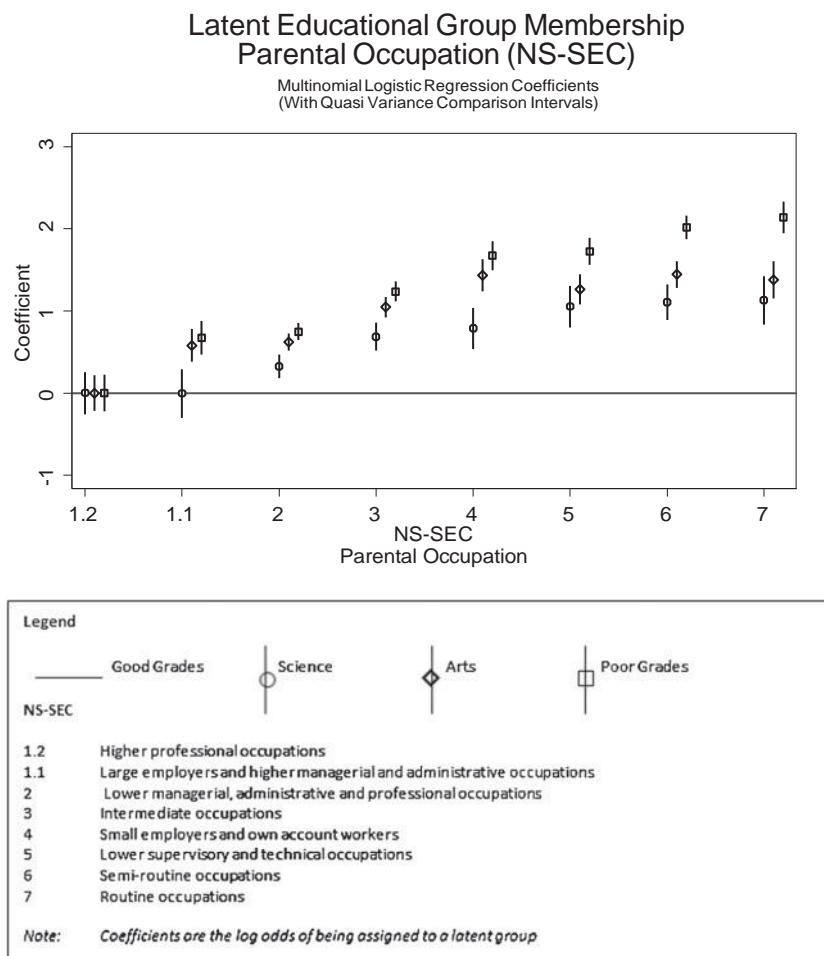 Latent Educational Group Membership
Parental Occupation (NS-SEC)
Multinomial Logistic Regression Coefficients
(With Quasi Variance Comparison Intervals)
Coefficient
3
2
1
0
-1
1.2 1.1 2 3 4 5 6 7
NS-SEC
Parental Occupation
Legend
Good Grades Science Arts Poor Grades
NS-SEC
1.2 Higher professional occupations
1.1 Large employers and higher managerial and administrative occupations
2 Lower managerial, administrative and professional occupations
3 Intermediate occupations
4 Small employers and own account workers
5 Lower supervisory and technical occupations
6 Semi-routine occupations
7 Routine occupations
Note: Coefficients are the log odds of being assigned to a latent group